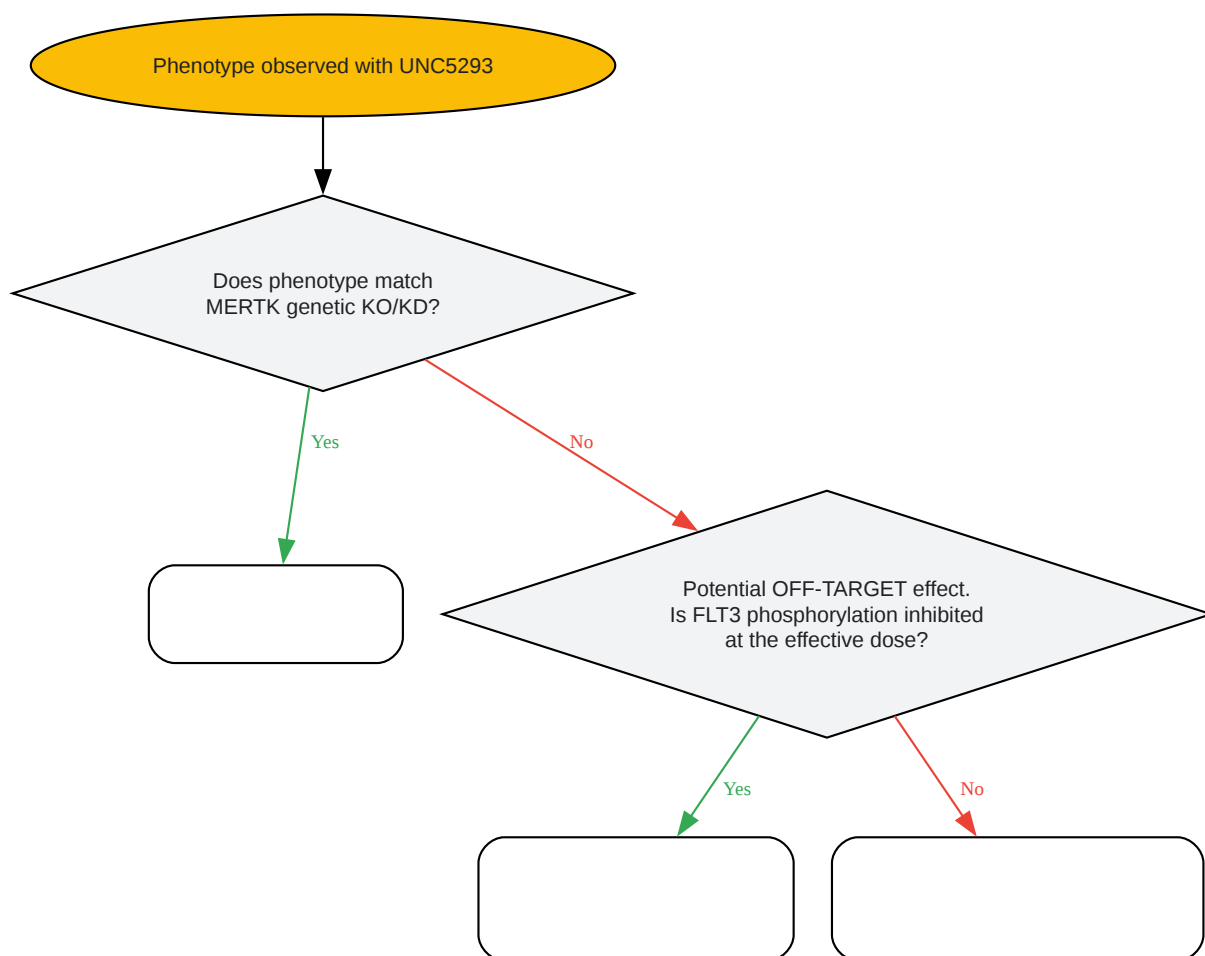 Phenotype observed with UNC5293
Does phenotype match
MERTK genetic KO/KD?
Yes
No
Potential OFF-TARGET effect.
Is FLT3 phosphorylation inhibited
at the effective dose?
Yes
No